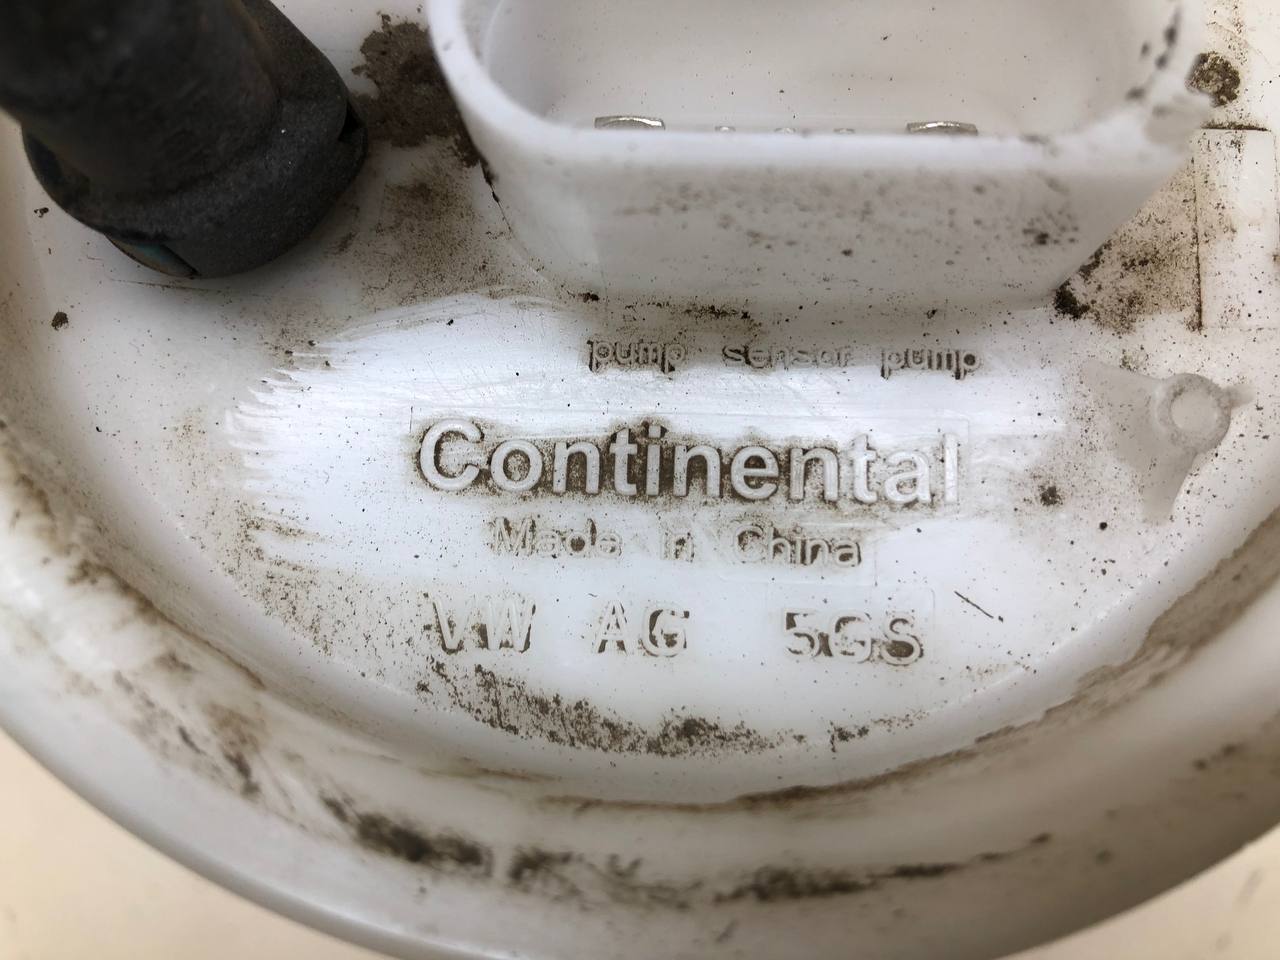 pump sensor pump
Continental
Made in China
VW AG 5GS